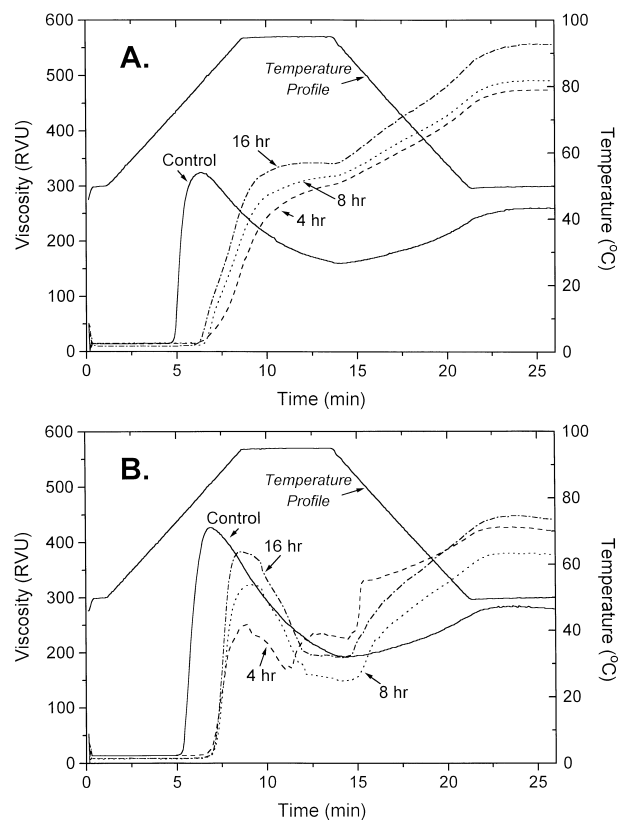 A.
600
500
400
300
200
100
0
Viscosity (RVU)
100
80
60
40
20
0
Temperature (°C)
Temperature
Profile
Control
16 hr
8 hr
4 hr
0 5 10 15 20 25
Time (min)
B.
600
500
400
300
200
100
0
Viscosity (RVU)
100
80
60
40
20
0
Temperature (°C)
Temperature
Profile
Control
16 hr
4 hr
8 hr
0 5 10 15 20 25
Time (min)